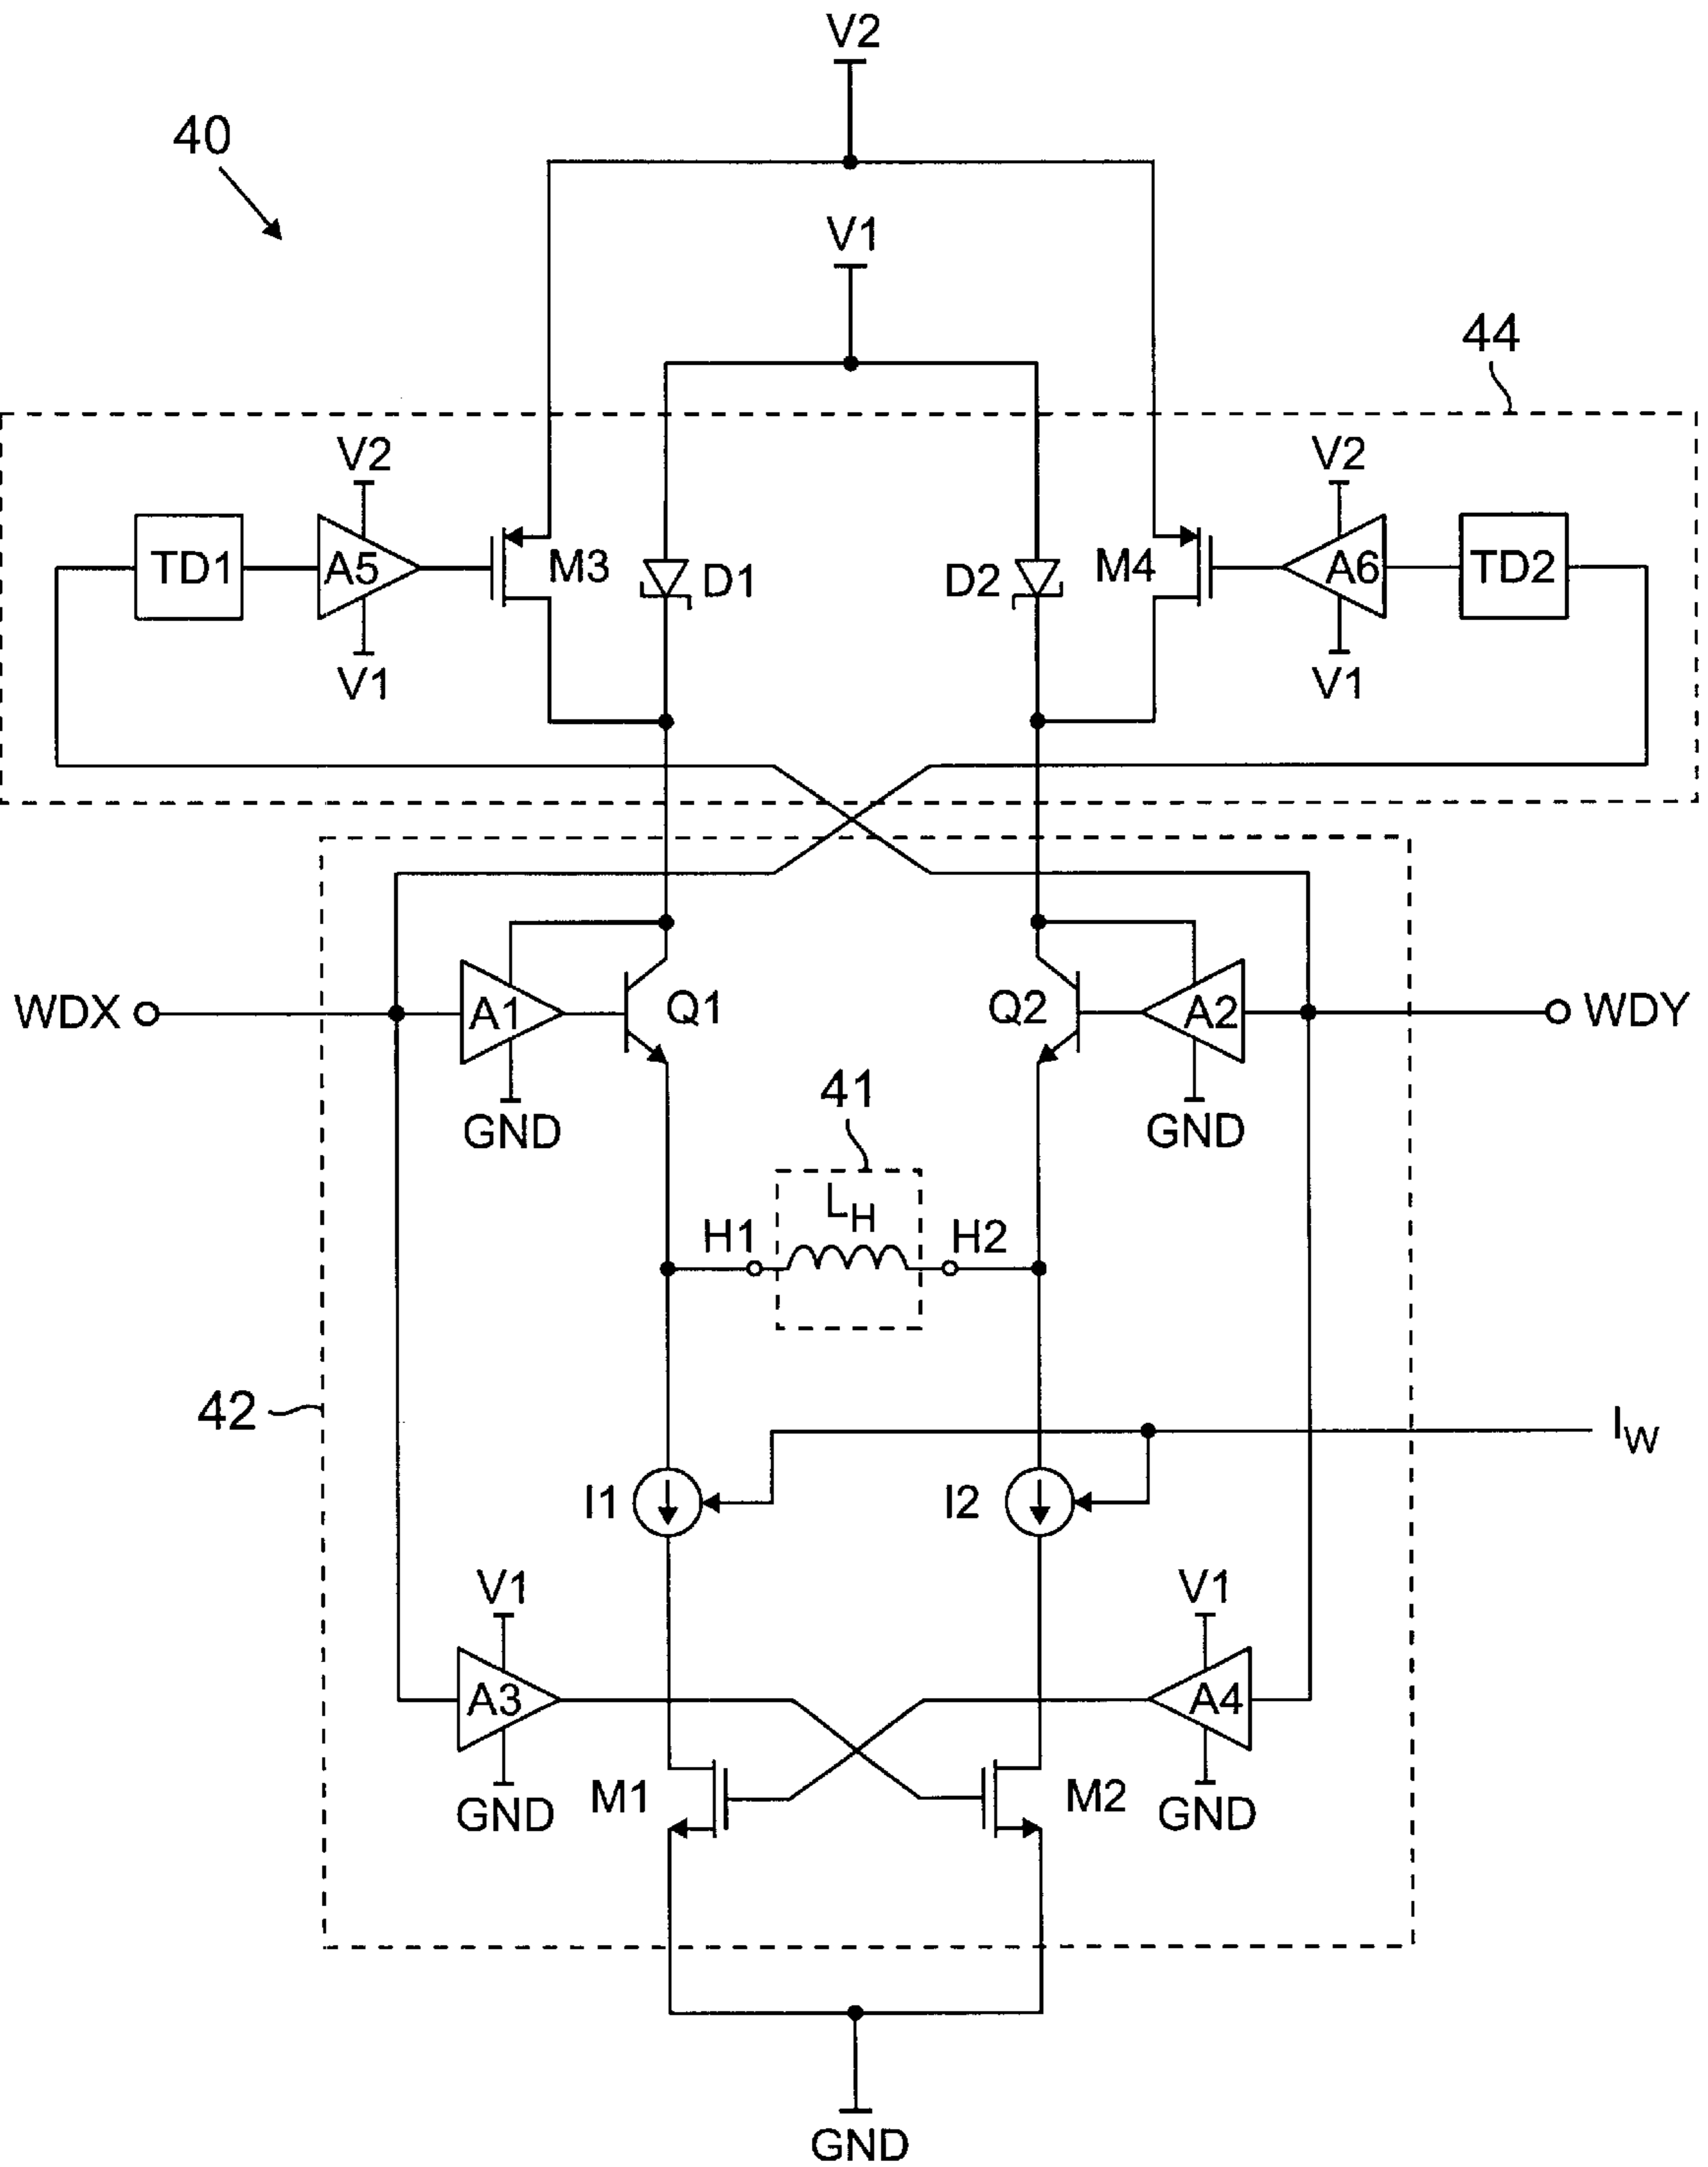 V2
40
V1
44
V2
V2
TD1
A5
M3
D1
D2
M4
A6
TD2
V1
V1
WDX
A1
Q1
Q2
A2
WDY
GND
41
GND
LH
H1
H2
42
IW
I1
I2
V1
V1
A3
A4
M1
M2
GND
GND
GND